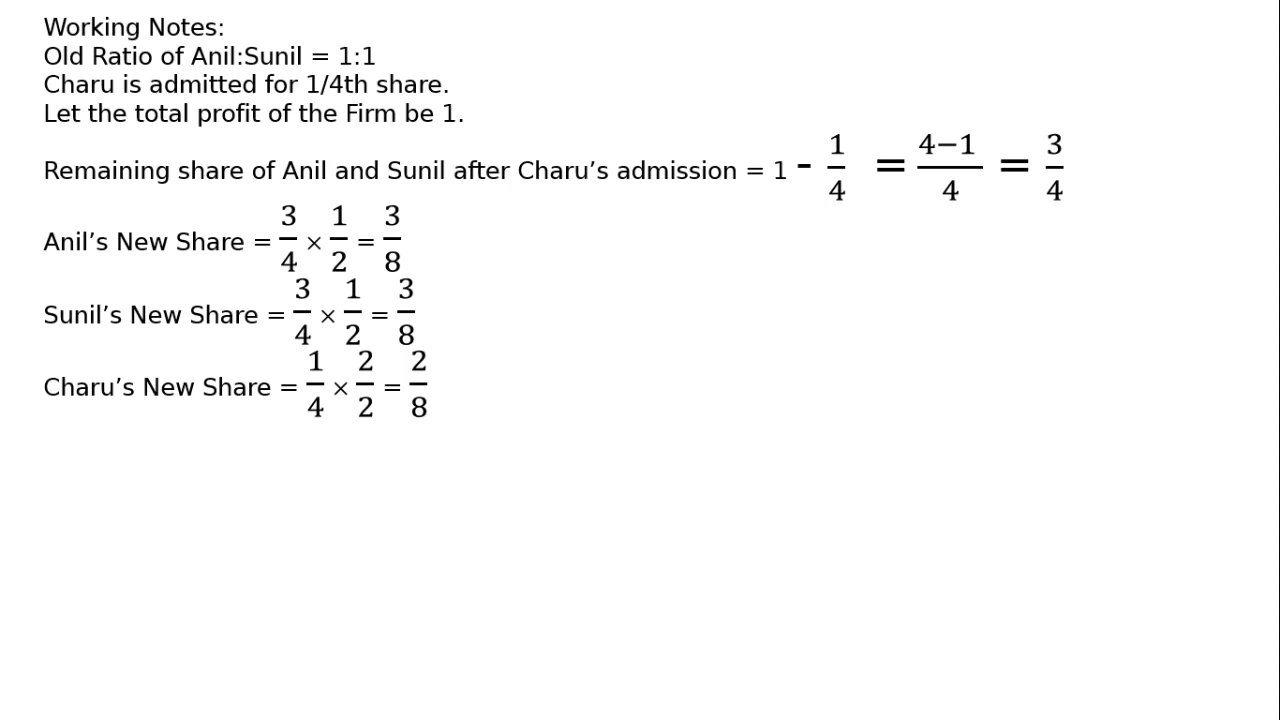 Working Notes:
Old Ratio of Anil:Sunil = 1:1
Charu is admitted for 1/4th share.
Let the total profit of the Firm be 1.
Remaining share of Anil and Sunil after Charu’s admission = 1 - 1/4 = 4−1/4 = 3/4
Anil’s New Share = 3/4 × 1/2 = 3/8
Sunil’s New Share = 3/4 × 1/2 = 3/8
Charu’s New Share = 1/4 × 2/2 = 2/8